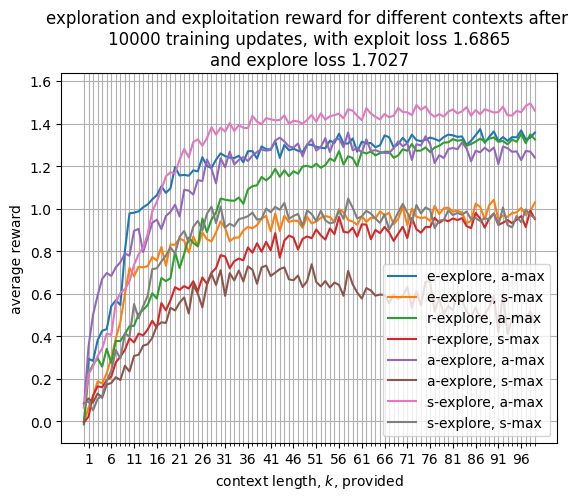 exploration and exploitation reward for different contexts after
10000 training updates, with exploit loss 1.6865
and explore loss 1.7027
1.6
1.4
1.2
1.0
0.8
0.6
0.4
0.2
0.0
average reward
e-explore, a-max
e-explore, s-max
r-explore, a-max
r-explore, s-max
a-explore, a-max
a-explore, s-max
s-explore, a-max
s-explore, s-max
1 6 11 16 21 26 31 36 41 46 51 56 61 66 71 76 81 86 91 96
context length, k, provided